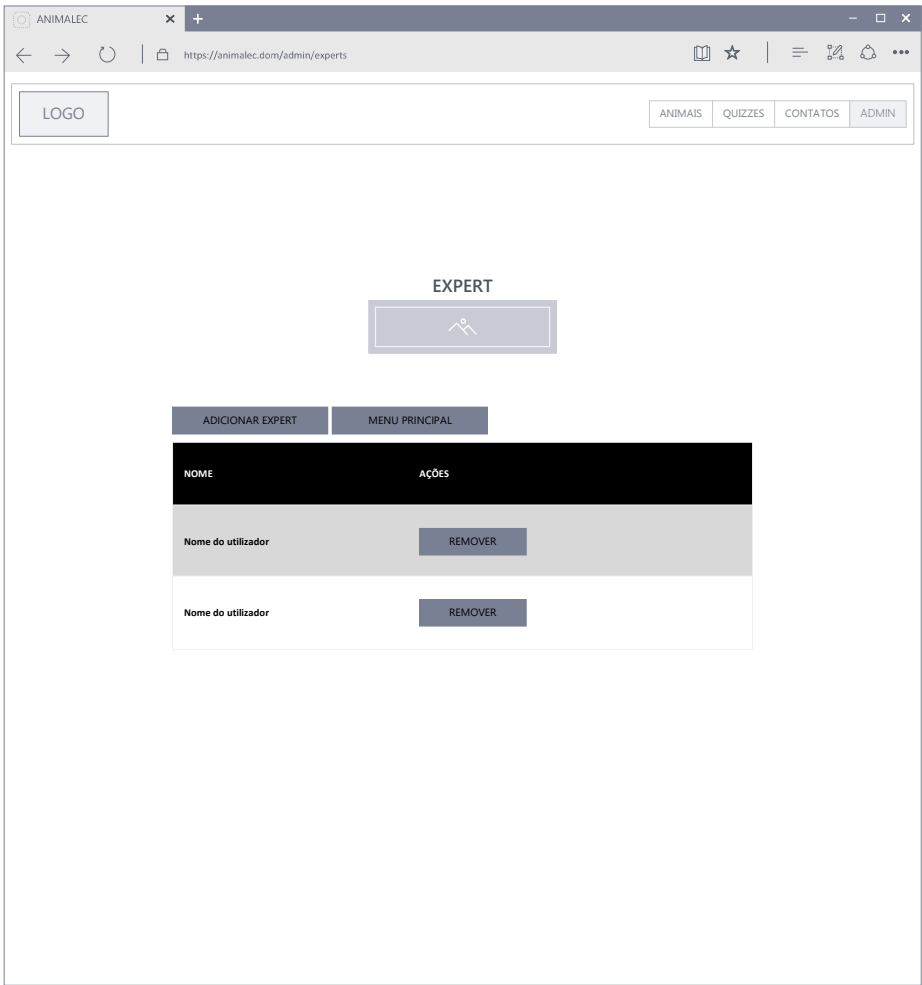 ANIMALEC
https://animalec.dom/admin/experts
LOGO
ANIMAIS QUIZZES CONTATOS ADMIN
EXPERT
ADICIONAR EXPERT MENU PRINCIPAL
NOME AÇÕES
Nome do utilizador REMOVER
Nome do utilizador REMOVER